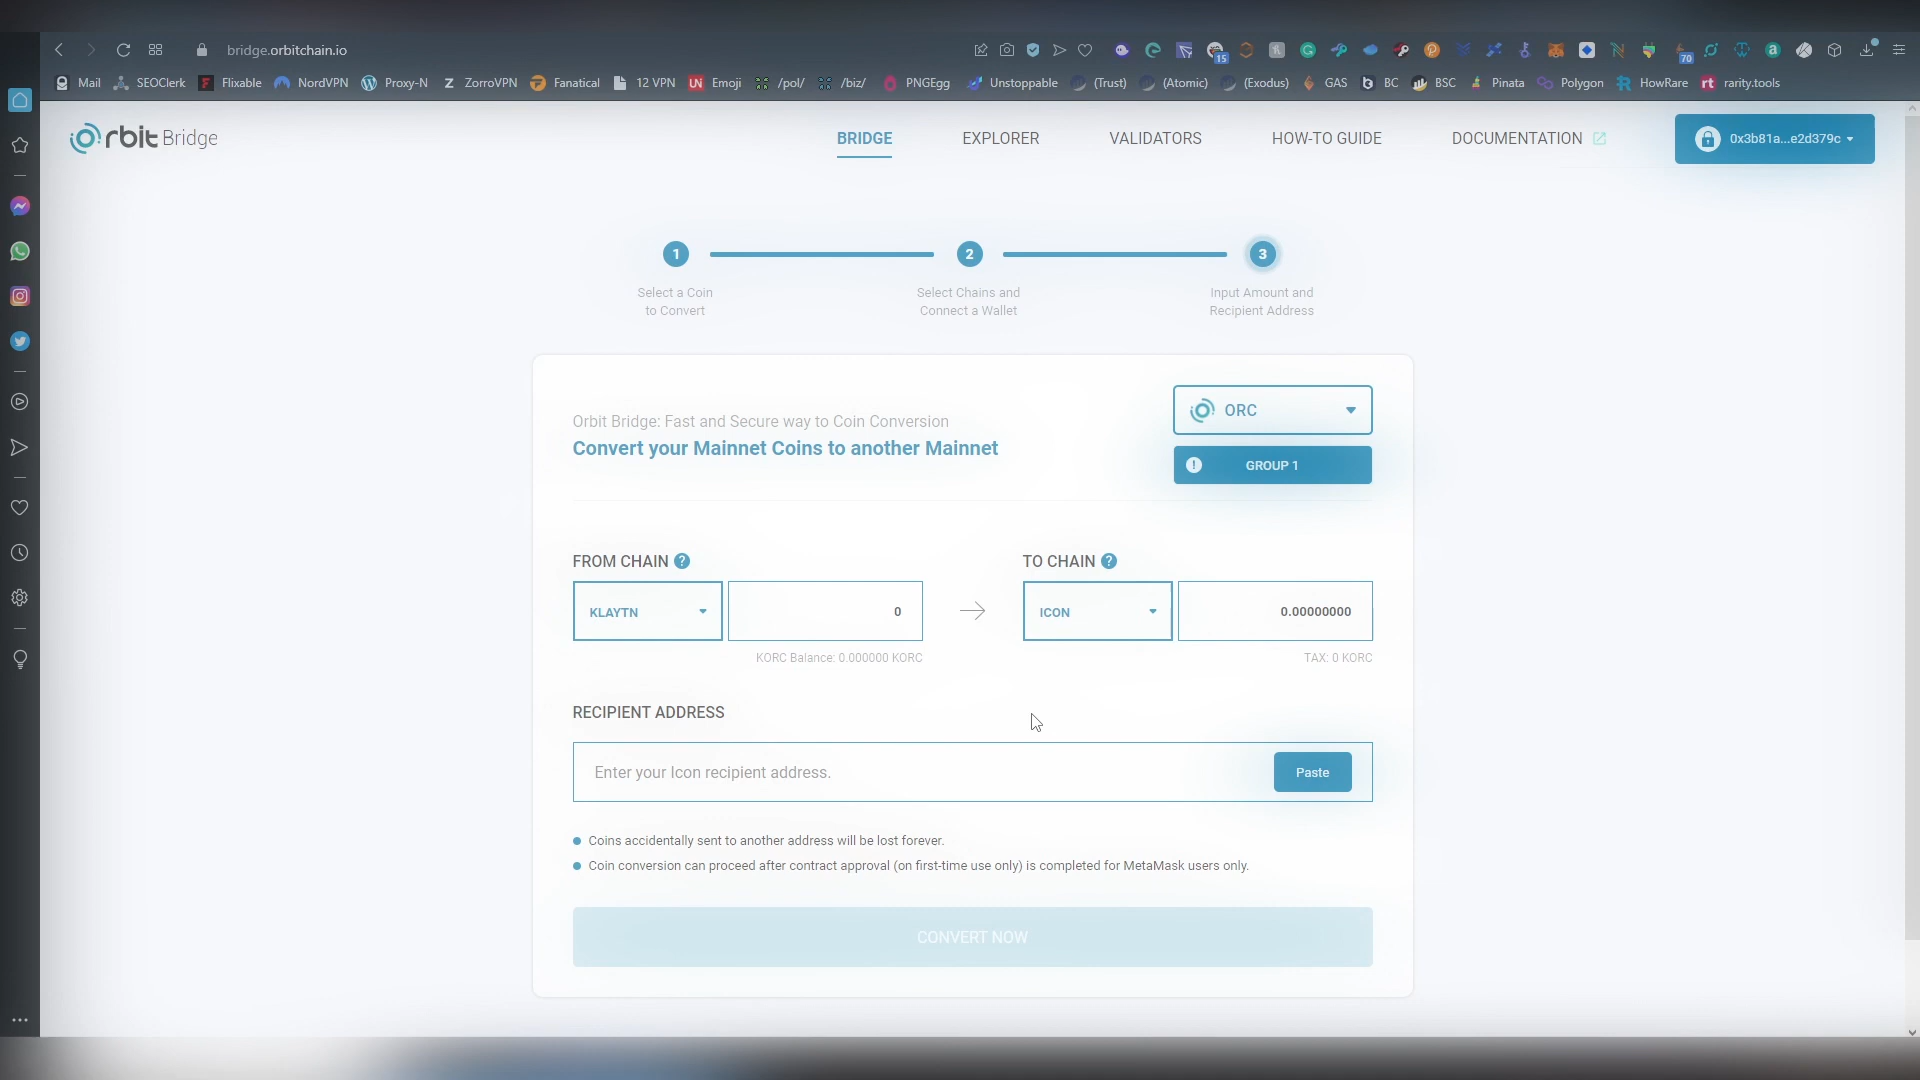 bridge.orbitchain.io
15
70
Mail
SEOClerk
Flixable
NordVPN
Proxy-N
Z ZorroVPN
Fanatical
12 VPN
UN Emoji
/pol/
/biz/
PNGEgg
Unstoppable
(Trust)
(Atomic)
(Exodus)
GAS
BC
BSC
Pinata
Polygon
HowRare
rt rarity.tools
Orbit Bridge
BRIDGE
EXPLORER
VALIDATORS
HOW-TO GUIDE
DOCUMENTATION
0x3b81a...e2d379c
1
2
3
Select a Coin
to Convert
Select Chains and
Connect a Wallet
Input Amount and
Recipient Address
Orbit Bridge: Fast and Secure way to Coin Conversion
Convert your Mainnet Coins to another Mainnet
ORC
! GROUP 1
FROM CHAIN ?
TO CHAIN ?
KLAYTN
0
ICON
0.00000000
KORC Balance: 0.000000 KORC
TAX: 0 KORC
RECIPIENT ADDRESS
Enter your Icon recipient address.
Paste
Coins accidentally sent to another address will be lost forever.
Coin conversion can proceed after contract approval (on first-time use only) is completed for MetaMask users only.
CONVERT NOW